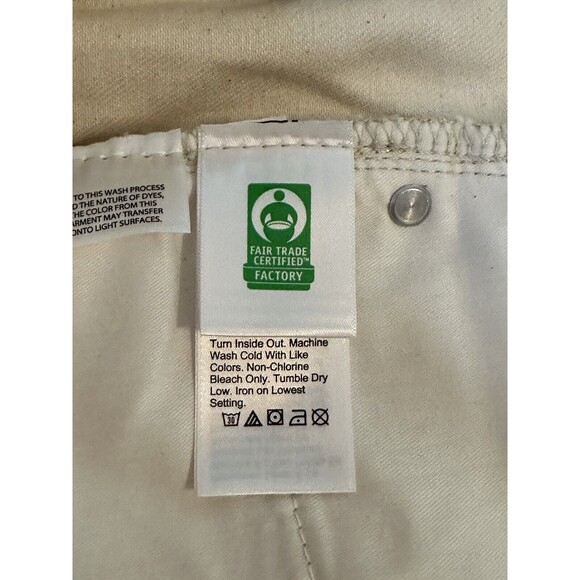 TO THIS WASH PROCESS
D THE NATURE OF DYES,
THE COLOR FROM THIS
ARMENT MAY TRANSFER
ONTO LIGHT SURFACES.
FAIR TRADE
CERTIFIED™
FACTORY
Turn Inside Out. Machine
Wash Cold With Like
Colors. Non-Chlorine
Bleach Only. Tumble Dry
Low. Iron on Lowest
Setting.
30